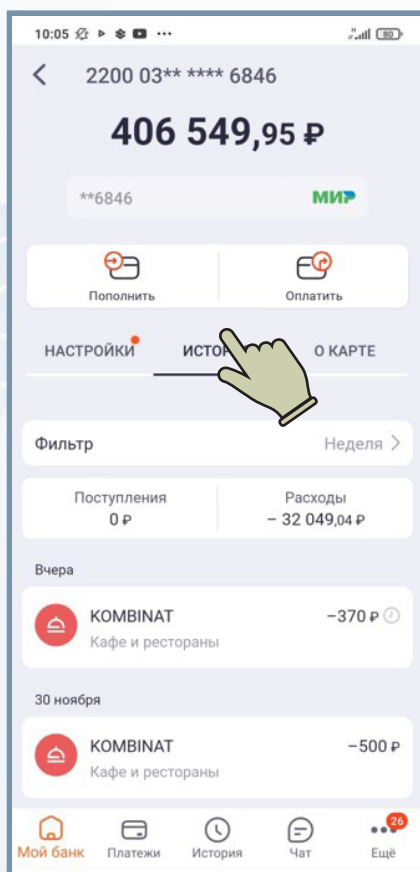 10:05 80
2200 03** **** 6846
406 549,95 ₽
**6846 МИР
Пополнить Оплатить
НАСТРОЙКИ О КАРТЕ
Фильтр Неделя
Поступления Расходы
0 ₽ – 32 049,04 ₽
Вчера
KOMBINAT –370 ₽
Кафе и рестораны
30 ноября
KOMBINAT –500 ₽
Кафе и рестораны
26
Мой банк Платежи История Чат Ещё